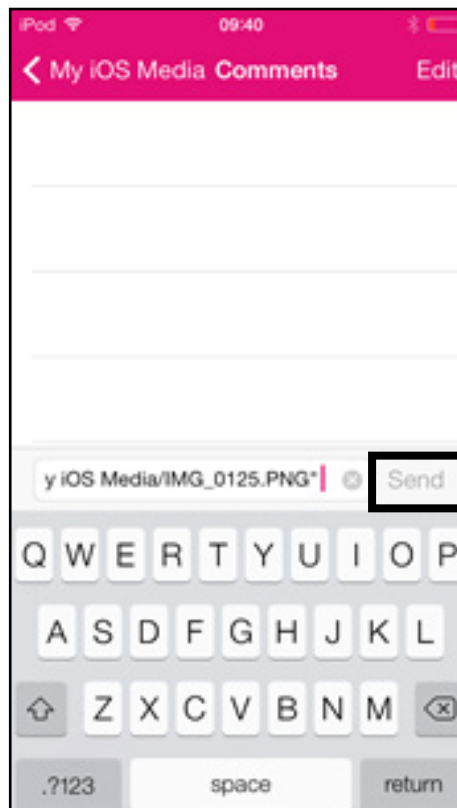 iPod 09:40
My iOS Media Comments Edit
y iOS Media/IMG_0125.PNG" Send
Q W E R T Y U I O P
A S D F G H J K L
Z X C V B N M
.?123 space return